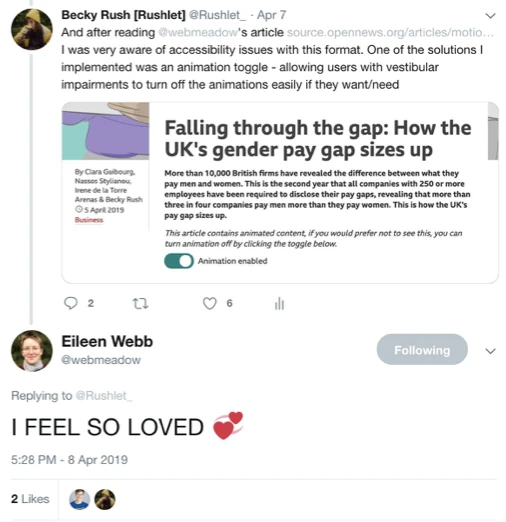 Becky Rush [Rushlet] @Rushlet_ · Apr 7
And after reading @webmeadow's article source.opennews.org/articles/motio...
I was very aware of accessibility issues with this format. One of the solutions I
implemented was an animation toggle - allowing users with vestibular
impairments to turn off the animations easily if they want/need
Falling through the gap: How the
UK's gender pay gap sizes up
By Clara Guibourg,
Nassos Stylianou,
Irene de la Torre
Arenas & Becky Rush
5 April 2019
Business
More than 10,000 British firms have revealed the difference between what they
pay men and women. This is the second year that all companies with 250 or more
employees have been required to disclose their pay gaps, revealing that more than
three in four companies pay men more than they pay women. This is how the UK's
pay gap sizes up.
This article contains animated content, if you would prefer not to see this, you can
turn animation off by clicking the toggle below.
Animation enabled
2
6
Eileen Webb
@webmeadow
Following
Replying to @Rushlet_
I FEEL SO LOVED 💞
5:28 PM - 8 Apr 2019
2 Likes